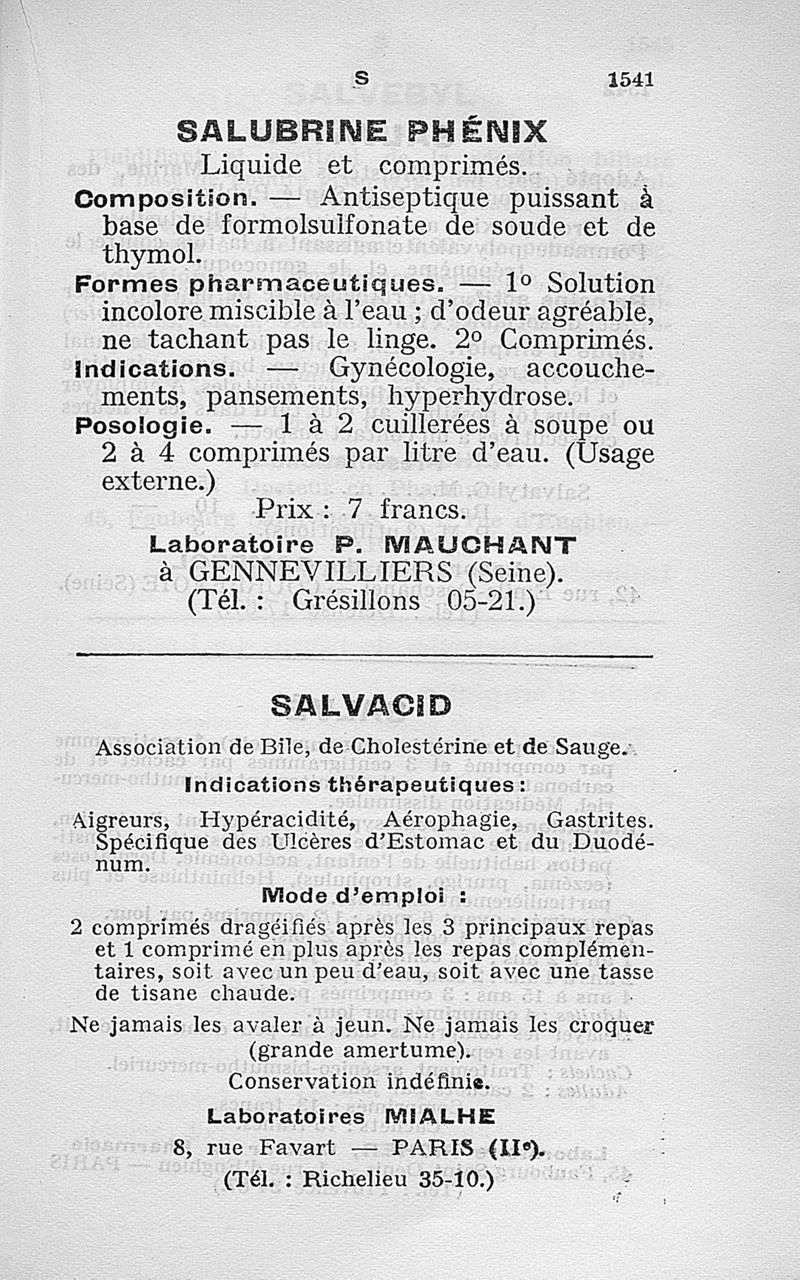 S 1541
SALUBRINE PHÉNIX
Liquide et comprimés.
Composition. — Antiseptique puissant à
base de formolsulfonate de soude et de
thymol.
Formes pharmaceutiques. — 1º Solution
incolore miscible à l'eau ; d'odeur agréable,
ne tachant pas le linge. 2º Comprimés.
Indications. — Gynécologie, accouche-
ments, pansements, hyperhydrose.
Posologie. — 1 à 2 cuillerées à soupe ou
2 à 4 comprimés par litre d'eau. (Usage
externe.)
Prix : 7 francs.
Laboratoire P. MAUCHANT
à GENNEVILLIERS (Seine).
(Tél. : Grésillons 05-21.)
SALVACID
Association de Bile, de Cholestérine et de Sauge.
Indications thérapeutiques :
Aigreurs, Hypéracidité, Aérophagie, Gastrites.
Spécifique des Ulcères d'Estomac et du Duodé-
num.
Mode d'emploi :
2 comprimés dragéifiés après les 3 principaux repas
et 1 comprimé en plus après les repas complémen-
taires, soit avec un peu d'eau, soit avec une tasse
de tisane chaude.
Ne jamais les avaler à jeun. Ne jamais les croquer
(grande amertume).
Conservation indéfinie.
Laboratoires MIALHE
8, rue Favart — PARIS (IIe).
(Tél. : Richelieu 35-10.)